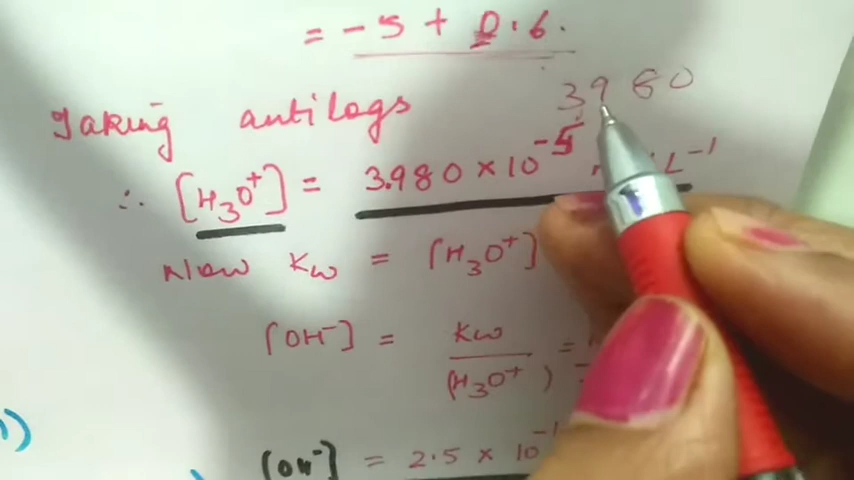 = - 5 + 0.6.
3980
Taking antilogs
∴ [H₃O⁺] = 3.980 × 10⁻⁵ L⁻¹
Now Kw = [H₃O⁺]
[OH⁻] = Kw / [H₃O⁺] =
[OH⁻] = 2.5 × 10